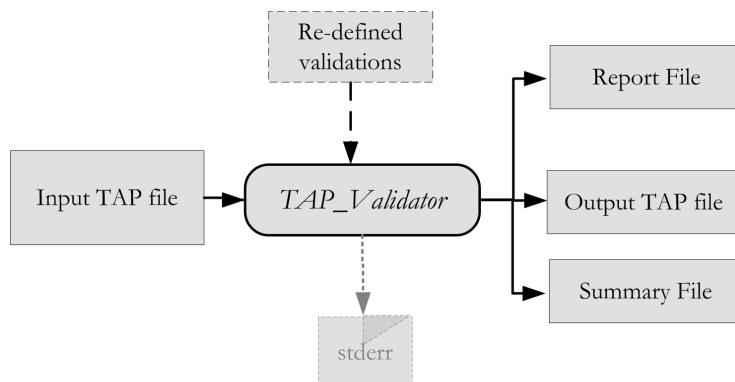 Re-defined
validations
Report File
Input TAP file
TAP_Validator
Output TAP file
Summary File
stderr